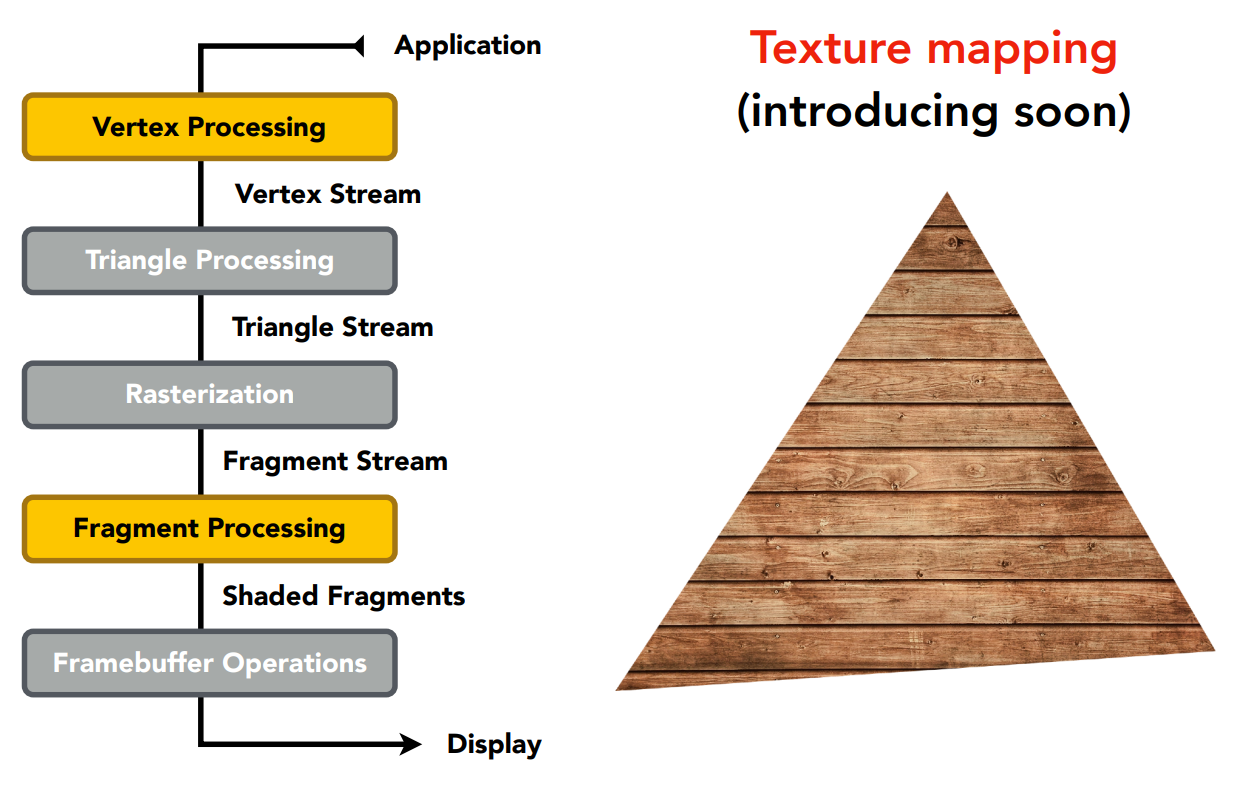 Application
Vertex Processing
Vertex Stream
Triangle Processing
Triangle Stream
Rasterization
Fragment Stream
Fragment Processing
Shaded Fragments
Framebuffer Operations
Display
Texture mapping
(introducing soon)